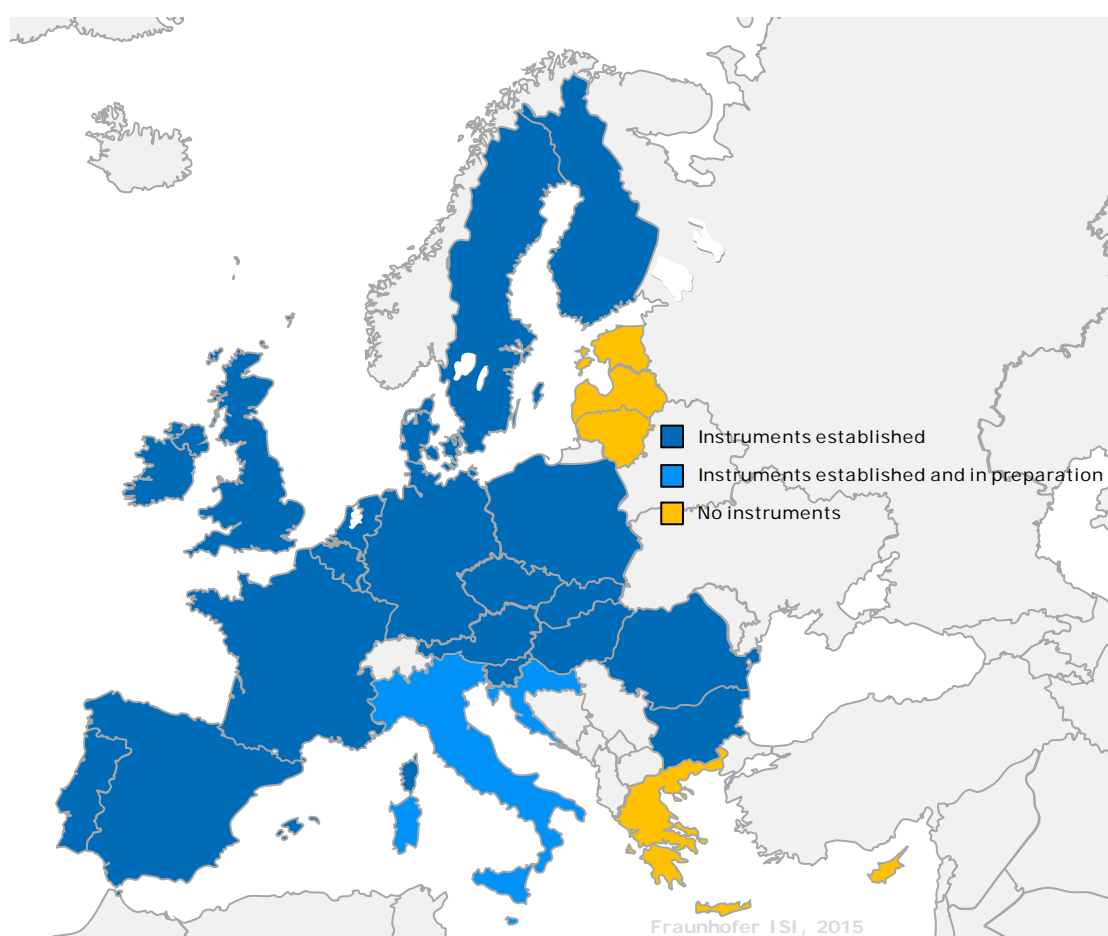 Instruments established
Instruments established and in preparation
No instruments
Fraunhofer ISI, 2015